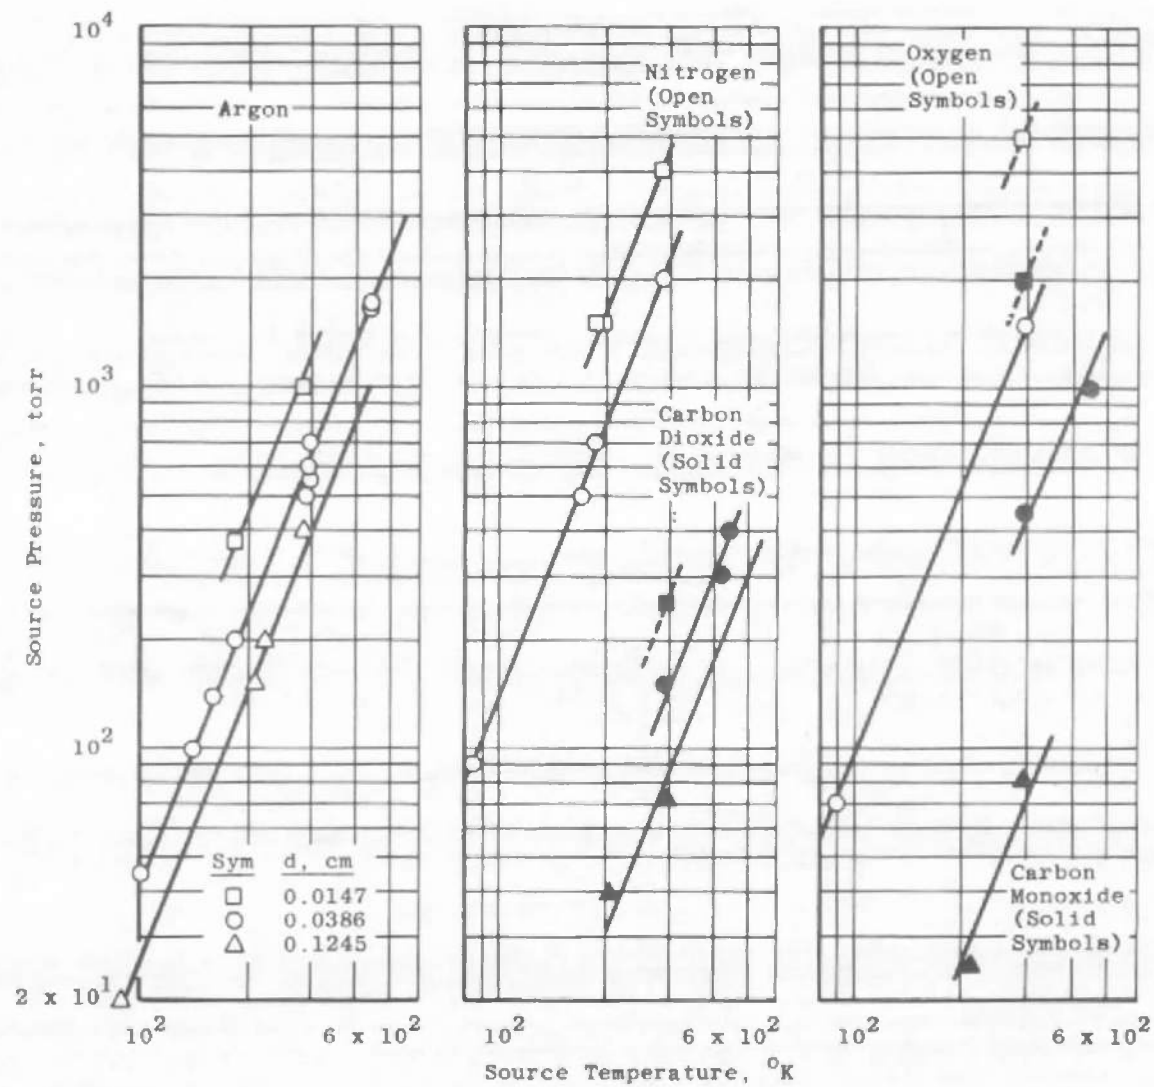 10^4
Argon
Nitrogen
(Open
Symbols)
Oxygen
(Open
Symbols)
10^3
Carbon
Dioxide
(Solid
Symbols)
Source Pressure, torr
10^2
Sym d, cm
□ 0.0147
○ 0.0386
△ 0.1245
Carbon
Monoxide
(Solid
Symbols)
2 x 10^1
10^2 6 x 10^2 10^2 6 x 10^2 10^2 6 x 10^2
Source Temperature, °K